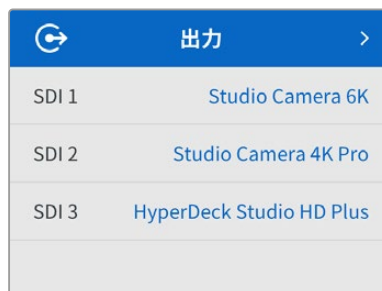 出力
SDI 1 Studio Camera 6K
SDI 2 Studio Camera 4K Pro
SDI 3 HyperDeck Studio HD Plus